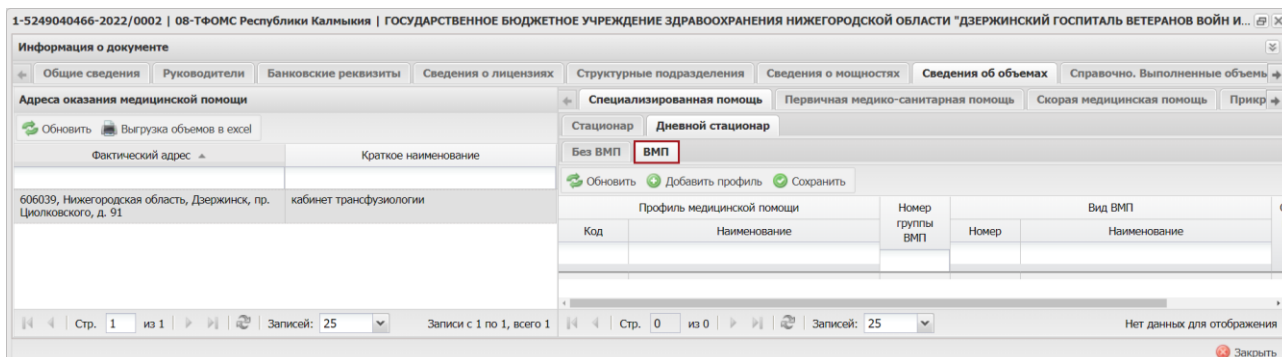 1-5249040466-2022/0002 | 08-ТФОМС Республики Калмыкия | ГОСУДАРСТВЕННОЕ БЮДЖЕТНОЕ УЧРЕЖДЕНИЕ ЗДРАВООХРАНЕНИЯ НИЖЕГОРОДСКОЙ ОБЛАСТИ "ДЗЕРЖИНСКИЙ ГОСПИТАЛЬ ВЕТЕРАНОВ ВОЙН И...
Информация о документе
Общие сведения Руководители Банковские реквизиты Сведения о лицензиях Структурные подразделения Сведения о мощностях Сведения об объемах Справочно. Выполненные объемы
Адреса оказания медицинской помощи
Обновить Выгрузка объемов в excel
Фактический адрес Краткое наименование
606039, Нижегородская область, Дзержинск, пр. кабинет трансфузиологии
Циолковского, д. 91
Стр. 1 из 1 Записей: 25 Записи с 1 по 1, всего 1
Специализированная помощь Первичная медико-санитарная помощь Скорая медицинская помощь Прикр
Стационар Дневной стационар
Без ВМП ВМП
Обновить Добавить профиль Сохранить
Профиль медицинской помощи Номер группы ВМП Вид ВМП
Код Наименование Номер Наименование
Стр. 0 из 0 Записей: 25 Нет данных для отображения
Закрыть